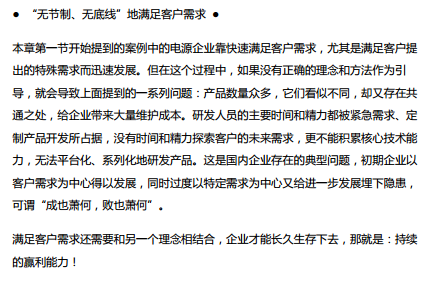 ● “无节制、无底线”地满足客户需求 ●
本章第一节开始提到的案例中的电源企业靠快速满足客户需求，尤其是满足客户提
出的特殊需求而迅速发展。但在这个过程中，如果没有正确的理念和方法作为引
导，就会导致上面提到的一系列问题：产品数量众多，它们看似不同，却又存在共
通之处，给企业带来大量维护成本。研发人员的主要时间和精力都被紧急需求、定
制产品开发所占据，没有时间和精力探索客户的未来需求，更不能积累核心技术能
力，无法平台化、系列化地研发产品。这是国内企业存在的典型问题，初期企业以
客户需求为中心得以发展，同时过度以特定需求为中心又给进一步发展埋下隐患，
可谓“成也萧何，败也萧何”。
满足客户需求还需要和另一个理念相结合，企业才能长久生存下去，那就是：持续
的赢利能力！